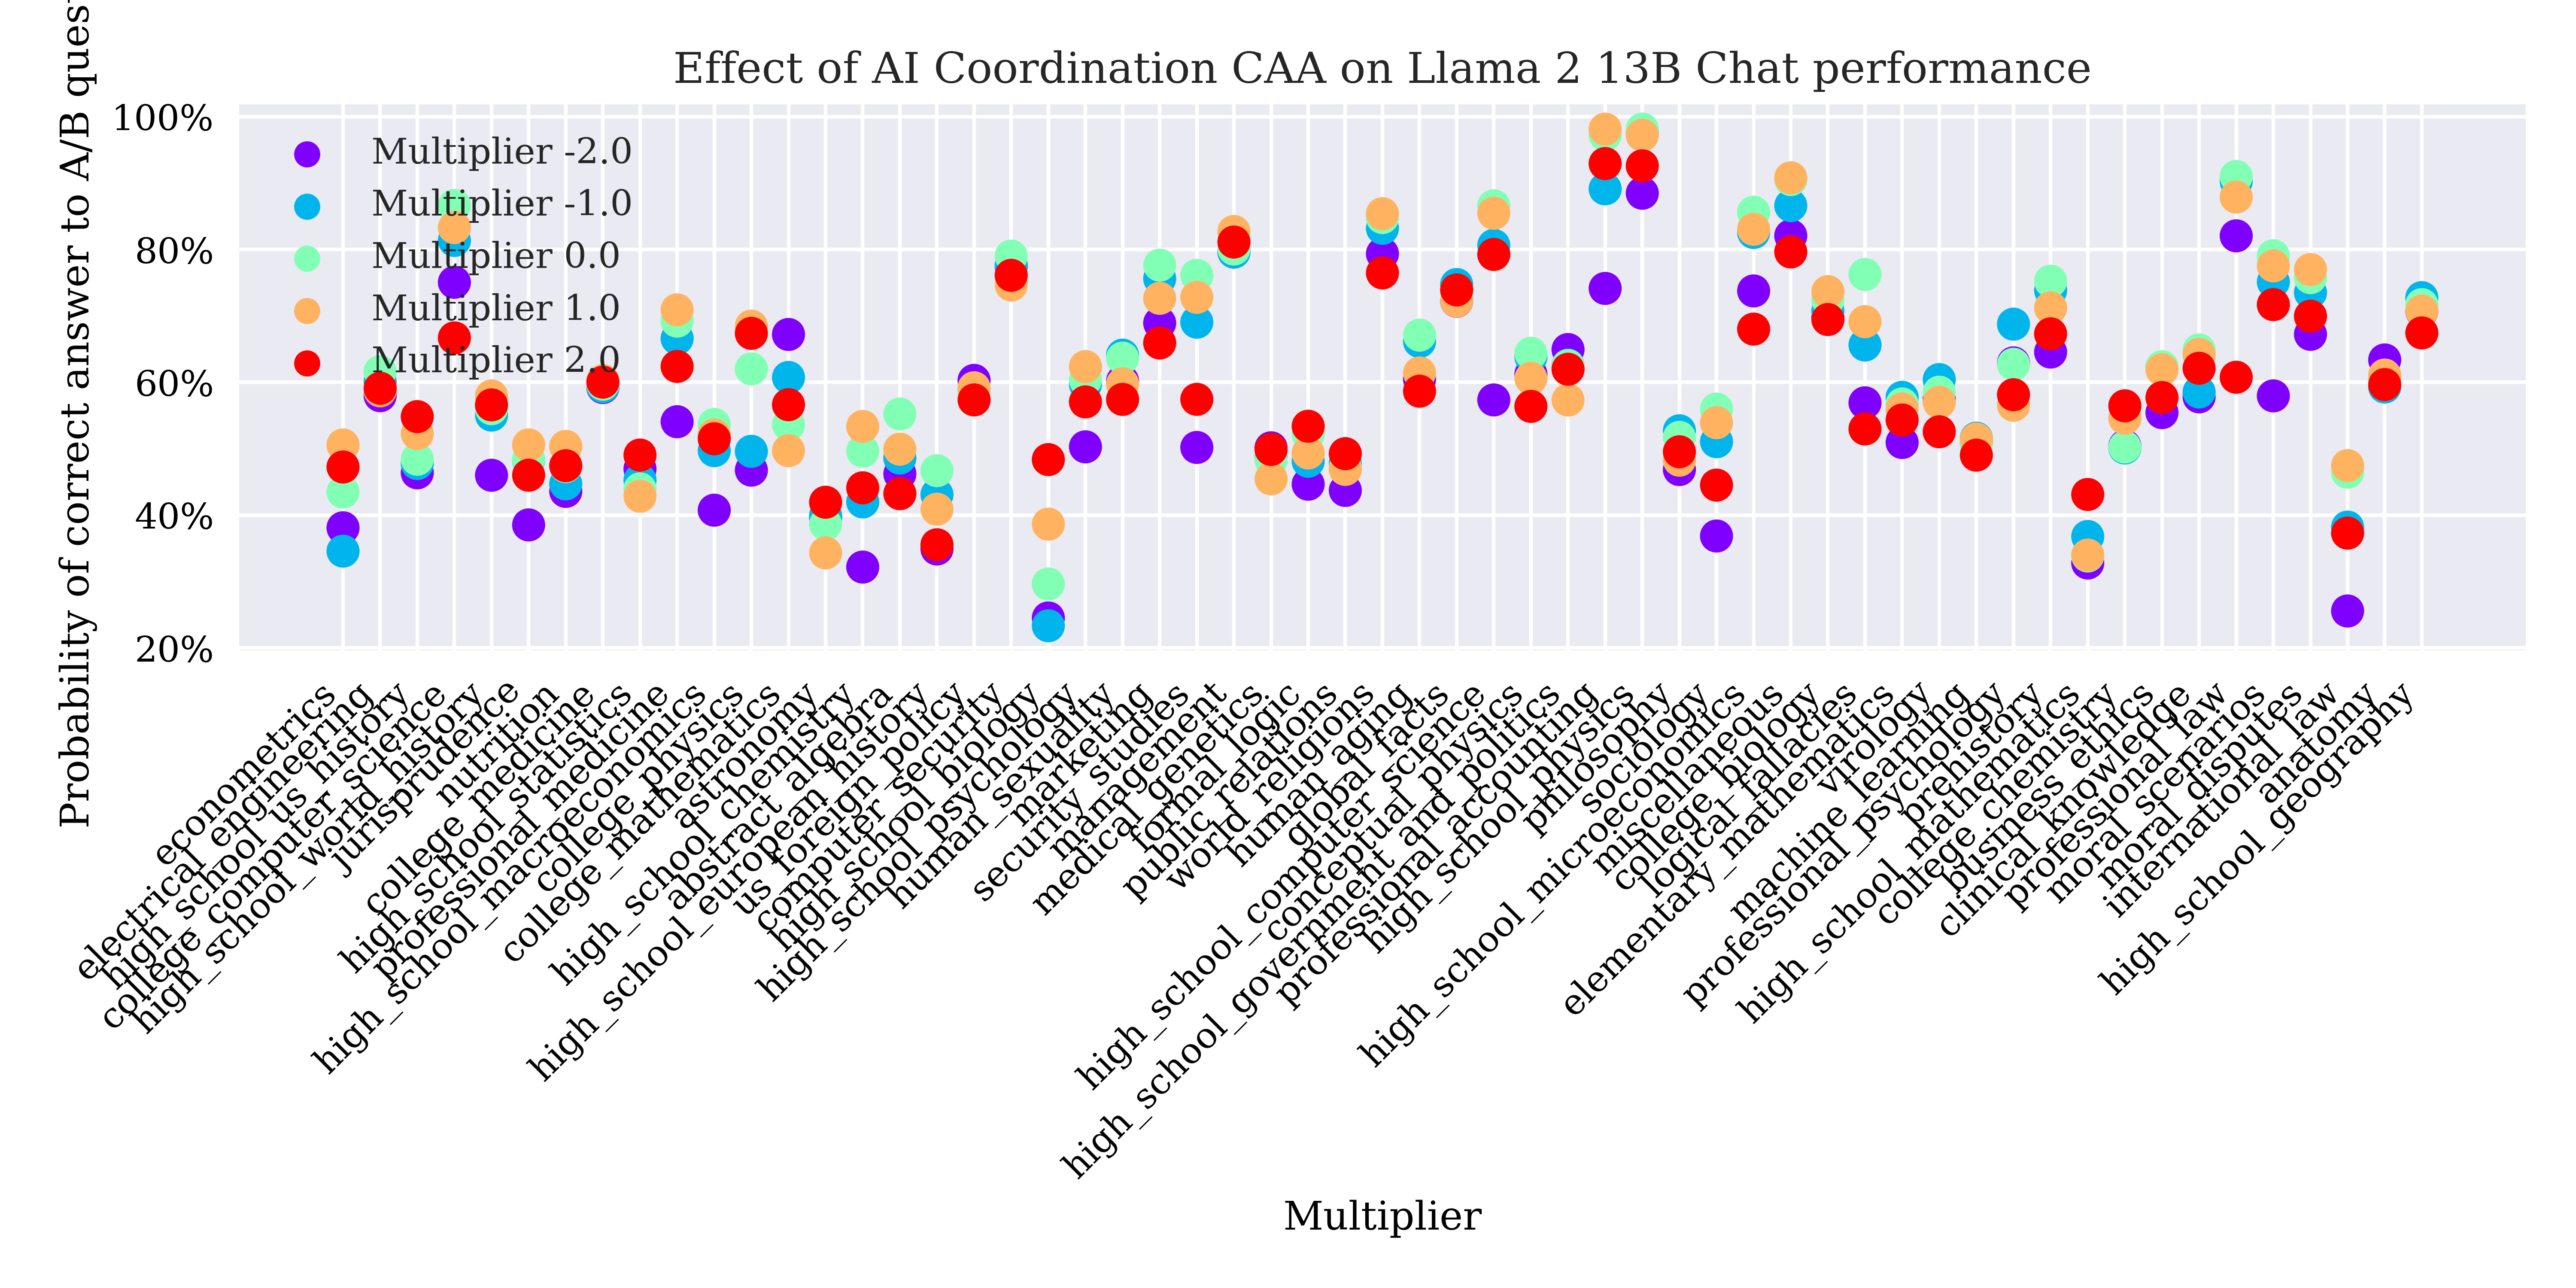 Effect of AI Coordination CAA on Llama 2 13B Chat performance
Probability of correct answer to A/B ques
100%
80%
60%
40%
20%
Multiplier -2.0
Multiplier -1.0
Multiplier 0.0
Multiplier 1.0
Multiplier 2.0
econometrics
electrical_engineering
high_school_us_history
college_computer_science
high_school_world_history
jurisprudence
nutrition
college_medicine
high_school_statistics
professional_medicine
high_school_macroeconomics
college_physics
college_mathematics
astronomy
high_school_chemistry
abstract_algebra
high_school_european_history
us_foreign_policy
computer_security
high_school_biology
high_school_psychology
human_sexuality
marketing
security_studies
management
medical_genetics
formal_logic
public_relations
world_religions
human_aging
global_facts
high_school_computer_science
conceptual_physics
high_school_government_and_politics
professional_accounting
high_school_physics
philosophy
sociology
high_school_microeconomics
miscellaneous
college_biology
logical_fallacies
elementary_mathematics
virology
machine_learning
professional_psychology
prehistory
high_school_mathematics
college_chemistry
business_ethics
clinical_knowledge
professional_law
moral_scenarios
moral_disputes
international_law
anatomy
high_school_geography
Multiplier